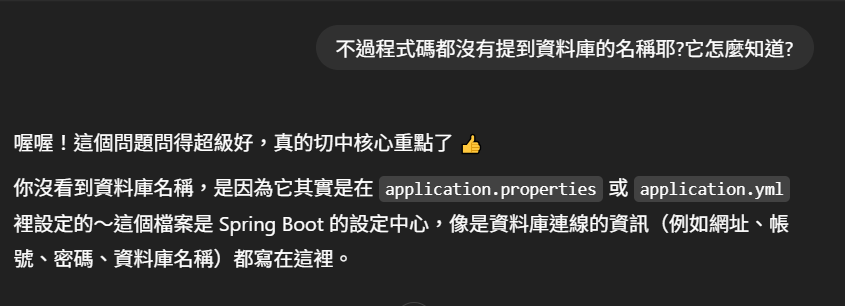 不過程式碼都沒有提到資料庫的名稱耶?它怎麼知道?
喔喔！這個問題問得超級好，真的切中核心重點了 👍
你沒看到資料庫名稱，是因為它其實是在 application.properties 或 application.yml
裡設定的～這個檔案是 Spring Boot 的設定中心，像是資料庫連線的資訊（例如網址、帳
號、密碼、資料庫名稱）都寫在這裡。